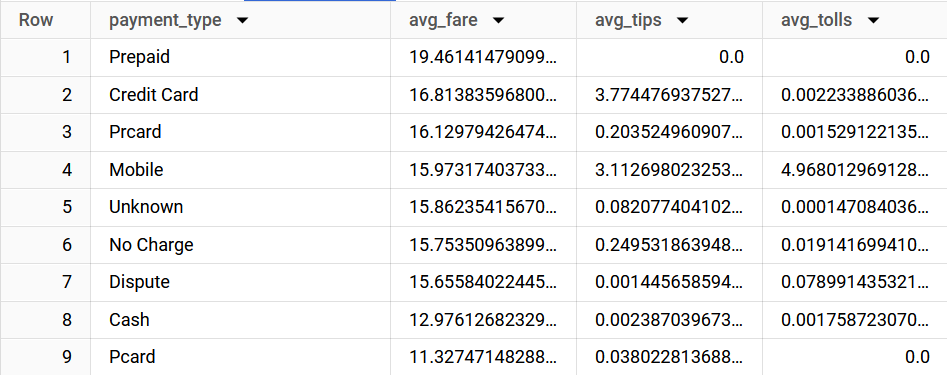 Row payment_type avg_fare avg_tips avg_tolls
1 Prepaid 19.46141479099… 0.0 0.0
2 Credit Card 16.81383596800… 3.774476937527… 0.002233886036…
3 Prcard 16.12979426474… 0.203524960907… 0.001529122135…
4 Mobile 15.97317403733… 3.112698023253… 4.968012969128…
5 Unknown 15.86235415670… 0.082077404102… 0.000147084036…
6 No Charge 15.75350963899… 0.249531863948… 0.019141699410…
7 Dispute 15.65584022445… 0.001445658594… 0.078991435321…
8 Cash 12.97612682329… 0.002387039673… 0.001758723070…
9 Pcard 11.32747148288… 0.038022813688… 0.0